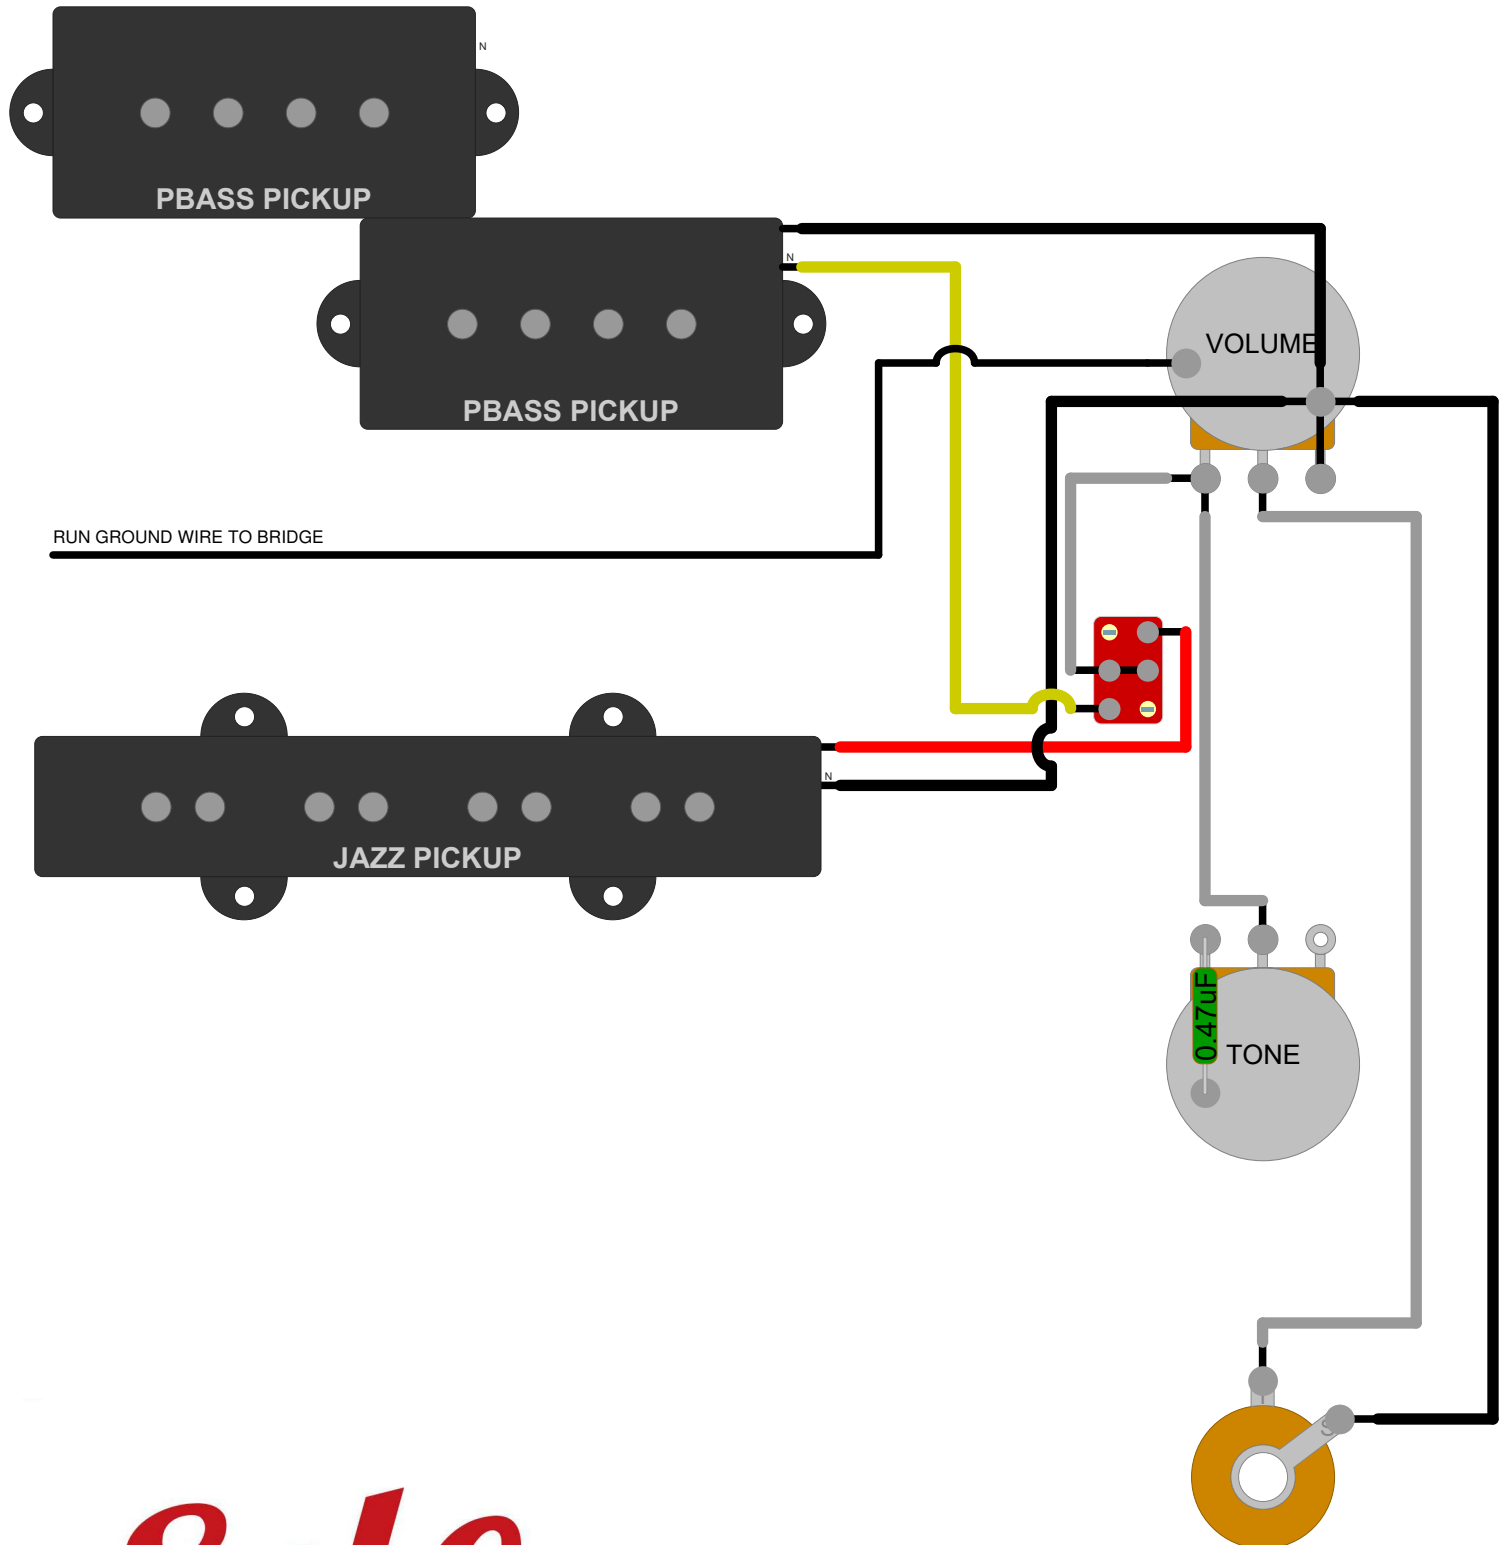 N
PBASS PICKUP
N
VOLUME
PBASS PICKUP
RUN GROUND WIRE TO BRIDGE
N
JAZZ PICKUP
0.47uF
TONE
S